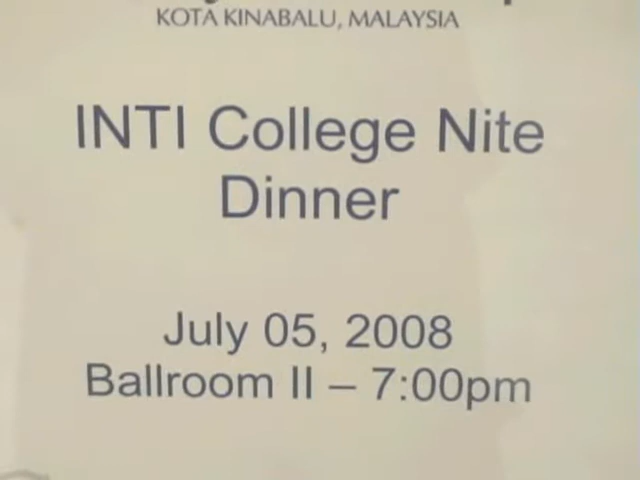 KOTA KINABALU, MALAYSIA
INTI College Nite
Dinner
July 05, 2008
Ballroom II – 7:00pm